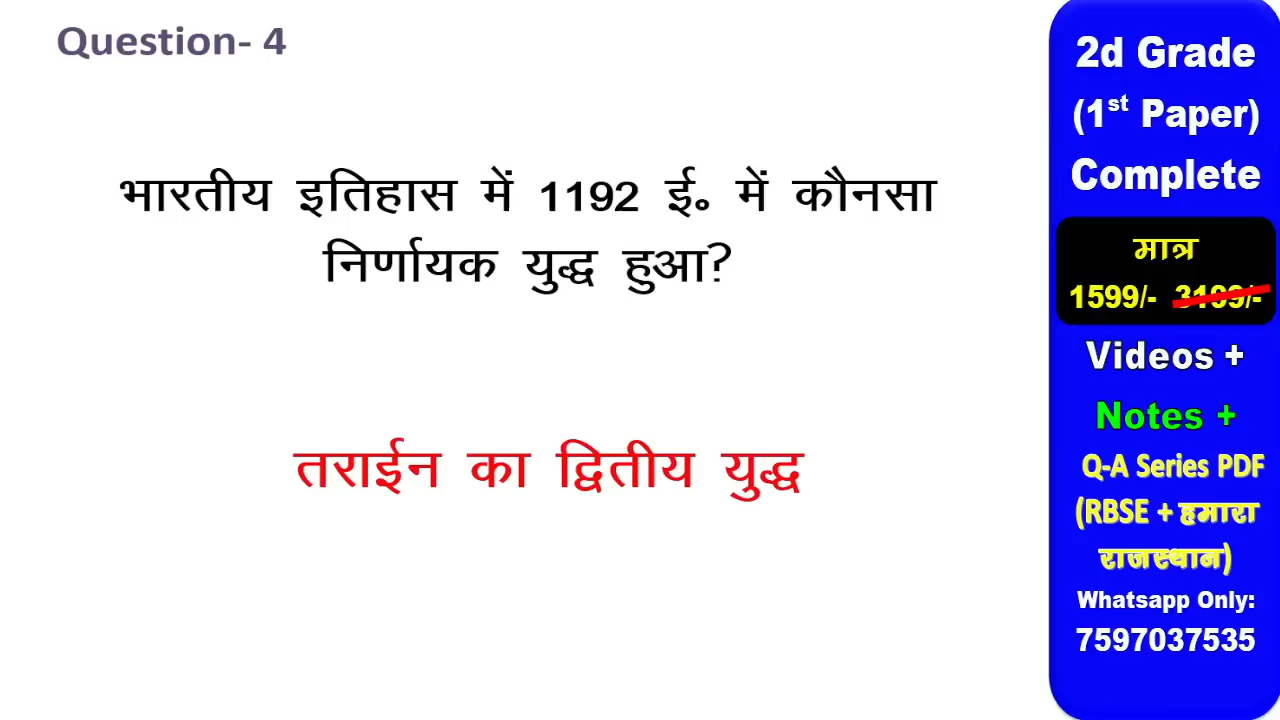 Question- 4
भारतीय इतिहास में 1192 ई० में कौनसा
निर्णायक युद्ध हुआ?
तराईन का द्वितीय युद्ध
2d Grade
(1st Paper)
Complete
मात्र
1599/- 3199/-
Videos +
Notes +
Q-A Series PDF
(RBSE + हमारा
राजस्थान)
Whatsapp Only:
7597037535